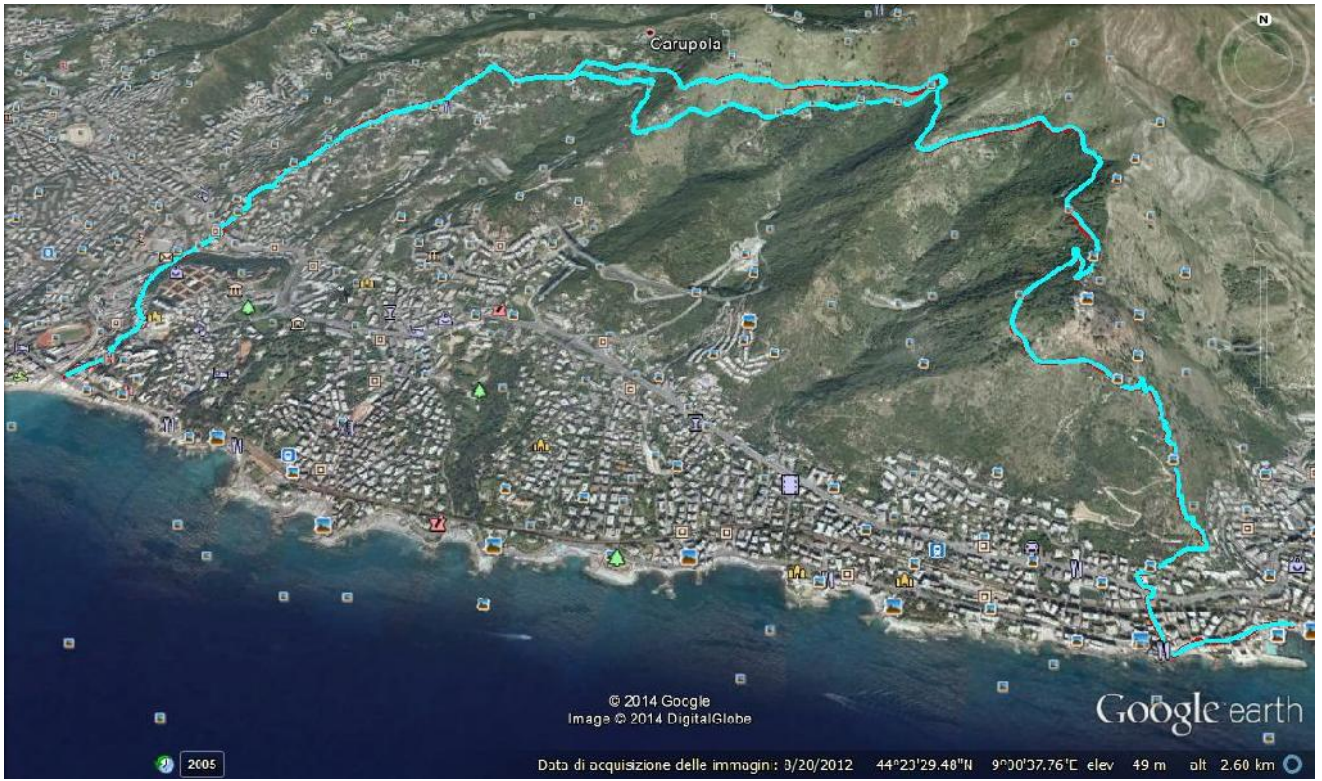 N
Carupola
© 2014 Google
Image © 2014 DigitalGlobe
Google earth
2005
Data di acquisizione delle immagini: 8/20/2012 44°23'29.48"N 9°00'37.76"E elev 49 m alt 2.60 km